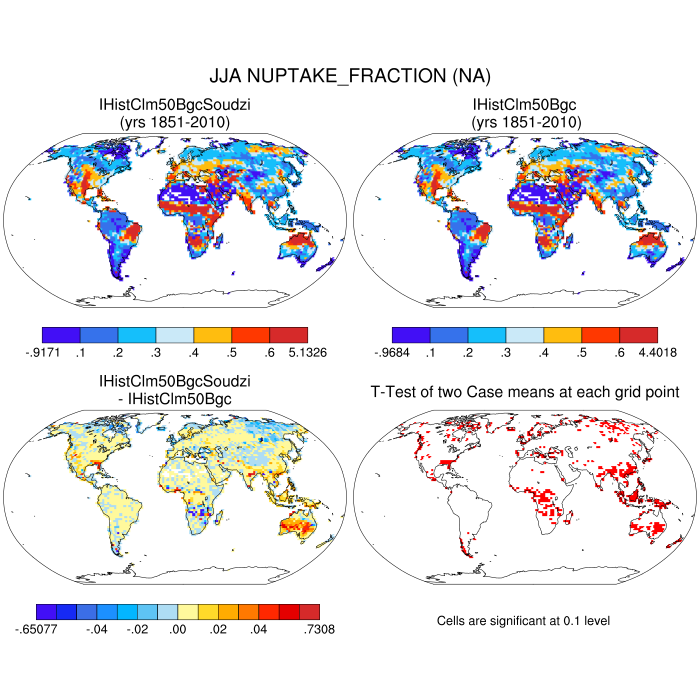 JJA NUPTAKE_FRACTION (NA)
IHistClm50BgcSoudzi
(yrs 1851-2010)
IHistClm50Bgc
(yrs 1851-2010)
-.9171 .1 .2 .3 .4 .5 .6 5.1326
-.9684 .1 .2 .3 .4 .5 .6 4.4018
IHistClm50BgcSoudzi
- IHistClm50Bgc
T-Test of two Case means at each grid point
-.65077 -.04 -.02 .00 .02 .04 .7308
Cells are significant at 0.1 level